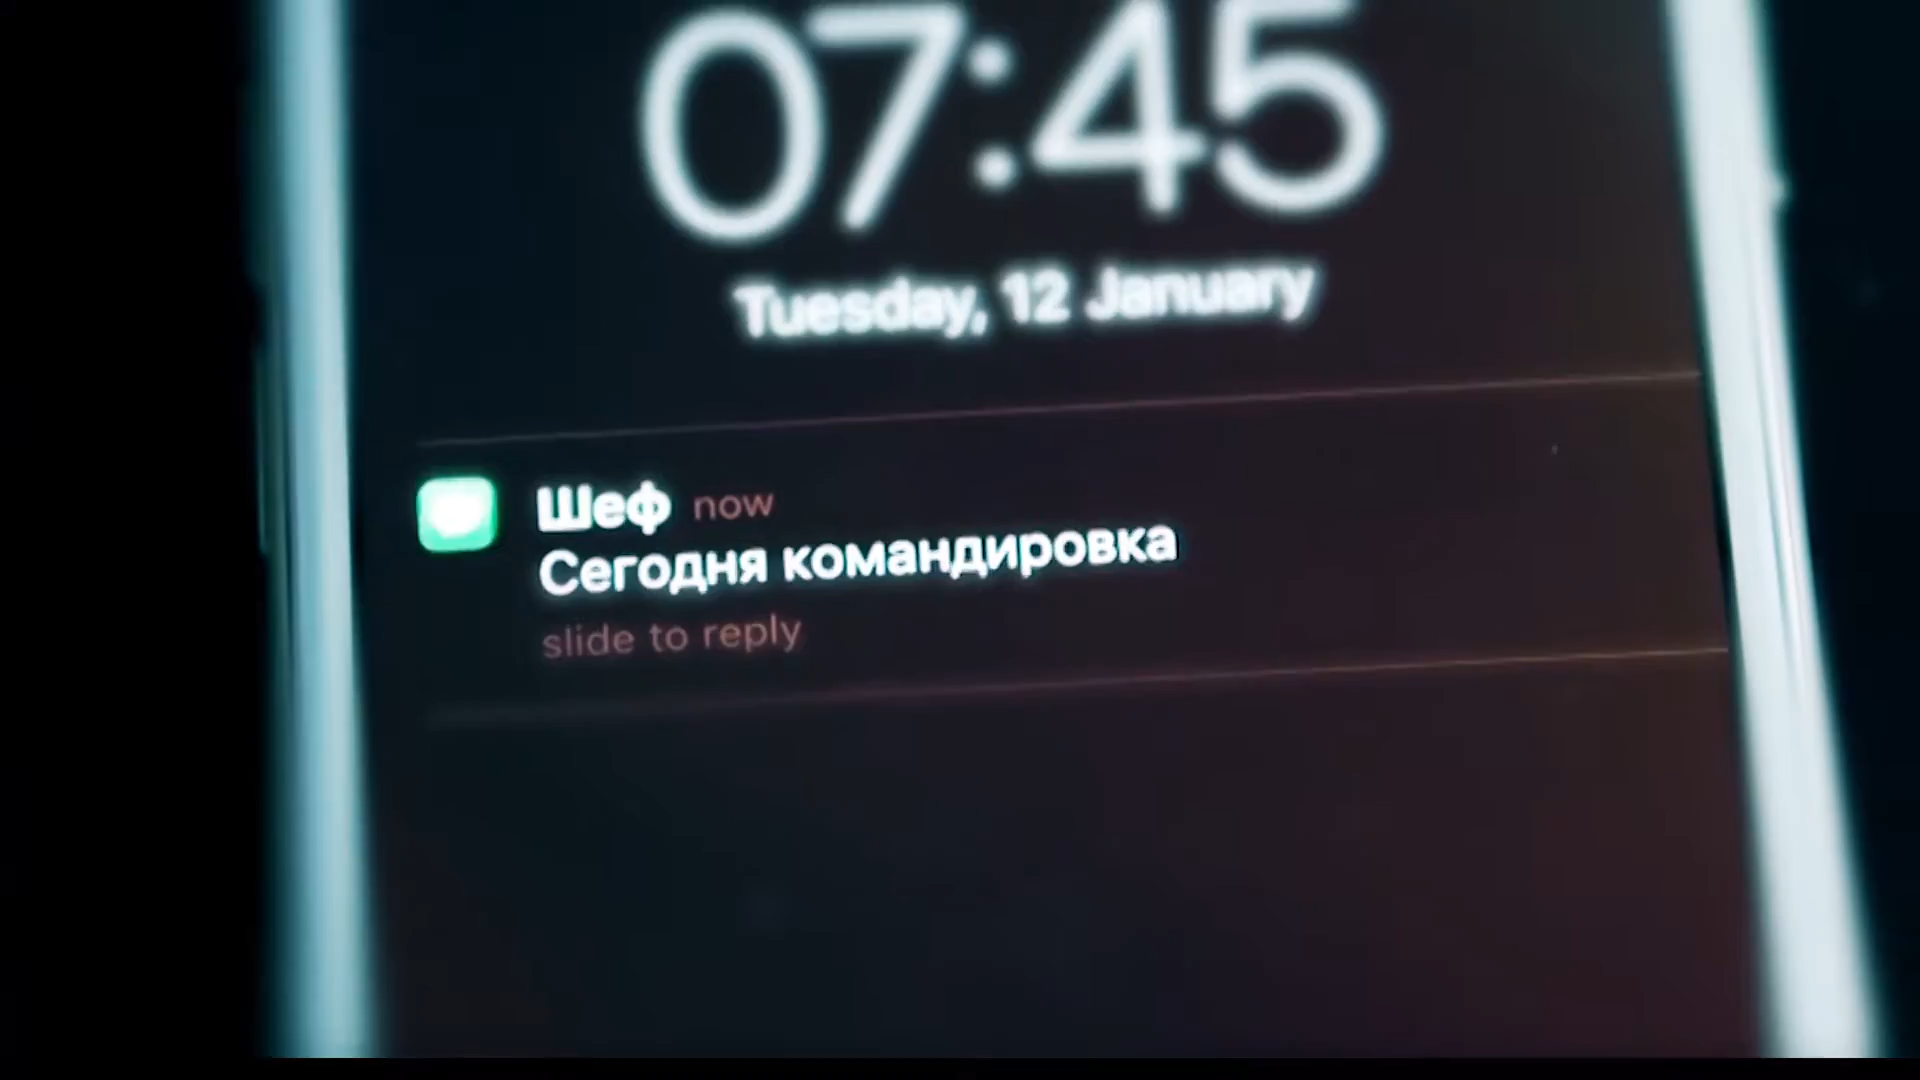 07:45
Tuesday, 12 January
Шеф now
Сегодня командировка
slide to reply